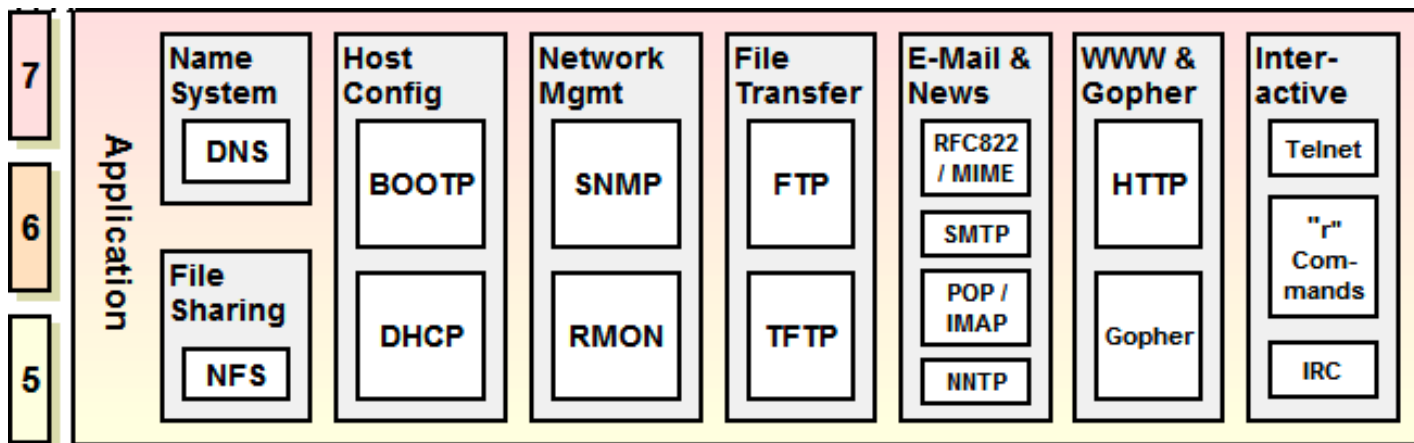 7
6
5
Application
Name
System
DNS
File
Sharing
NFS
Host
Config
BOOTP
DHCP
Network
Mgmt
SNMP
RMON
File
Transfer
FTP
TFTP
E-Mail &
News
RFC822
/ MIME
SMTP
POP /
IMAP
NNTP
WWW &
Gopher
HTTP
Gopher
Inter-
active
Telnet
"r"
Com-
mands
IRC